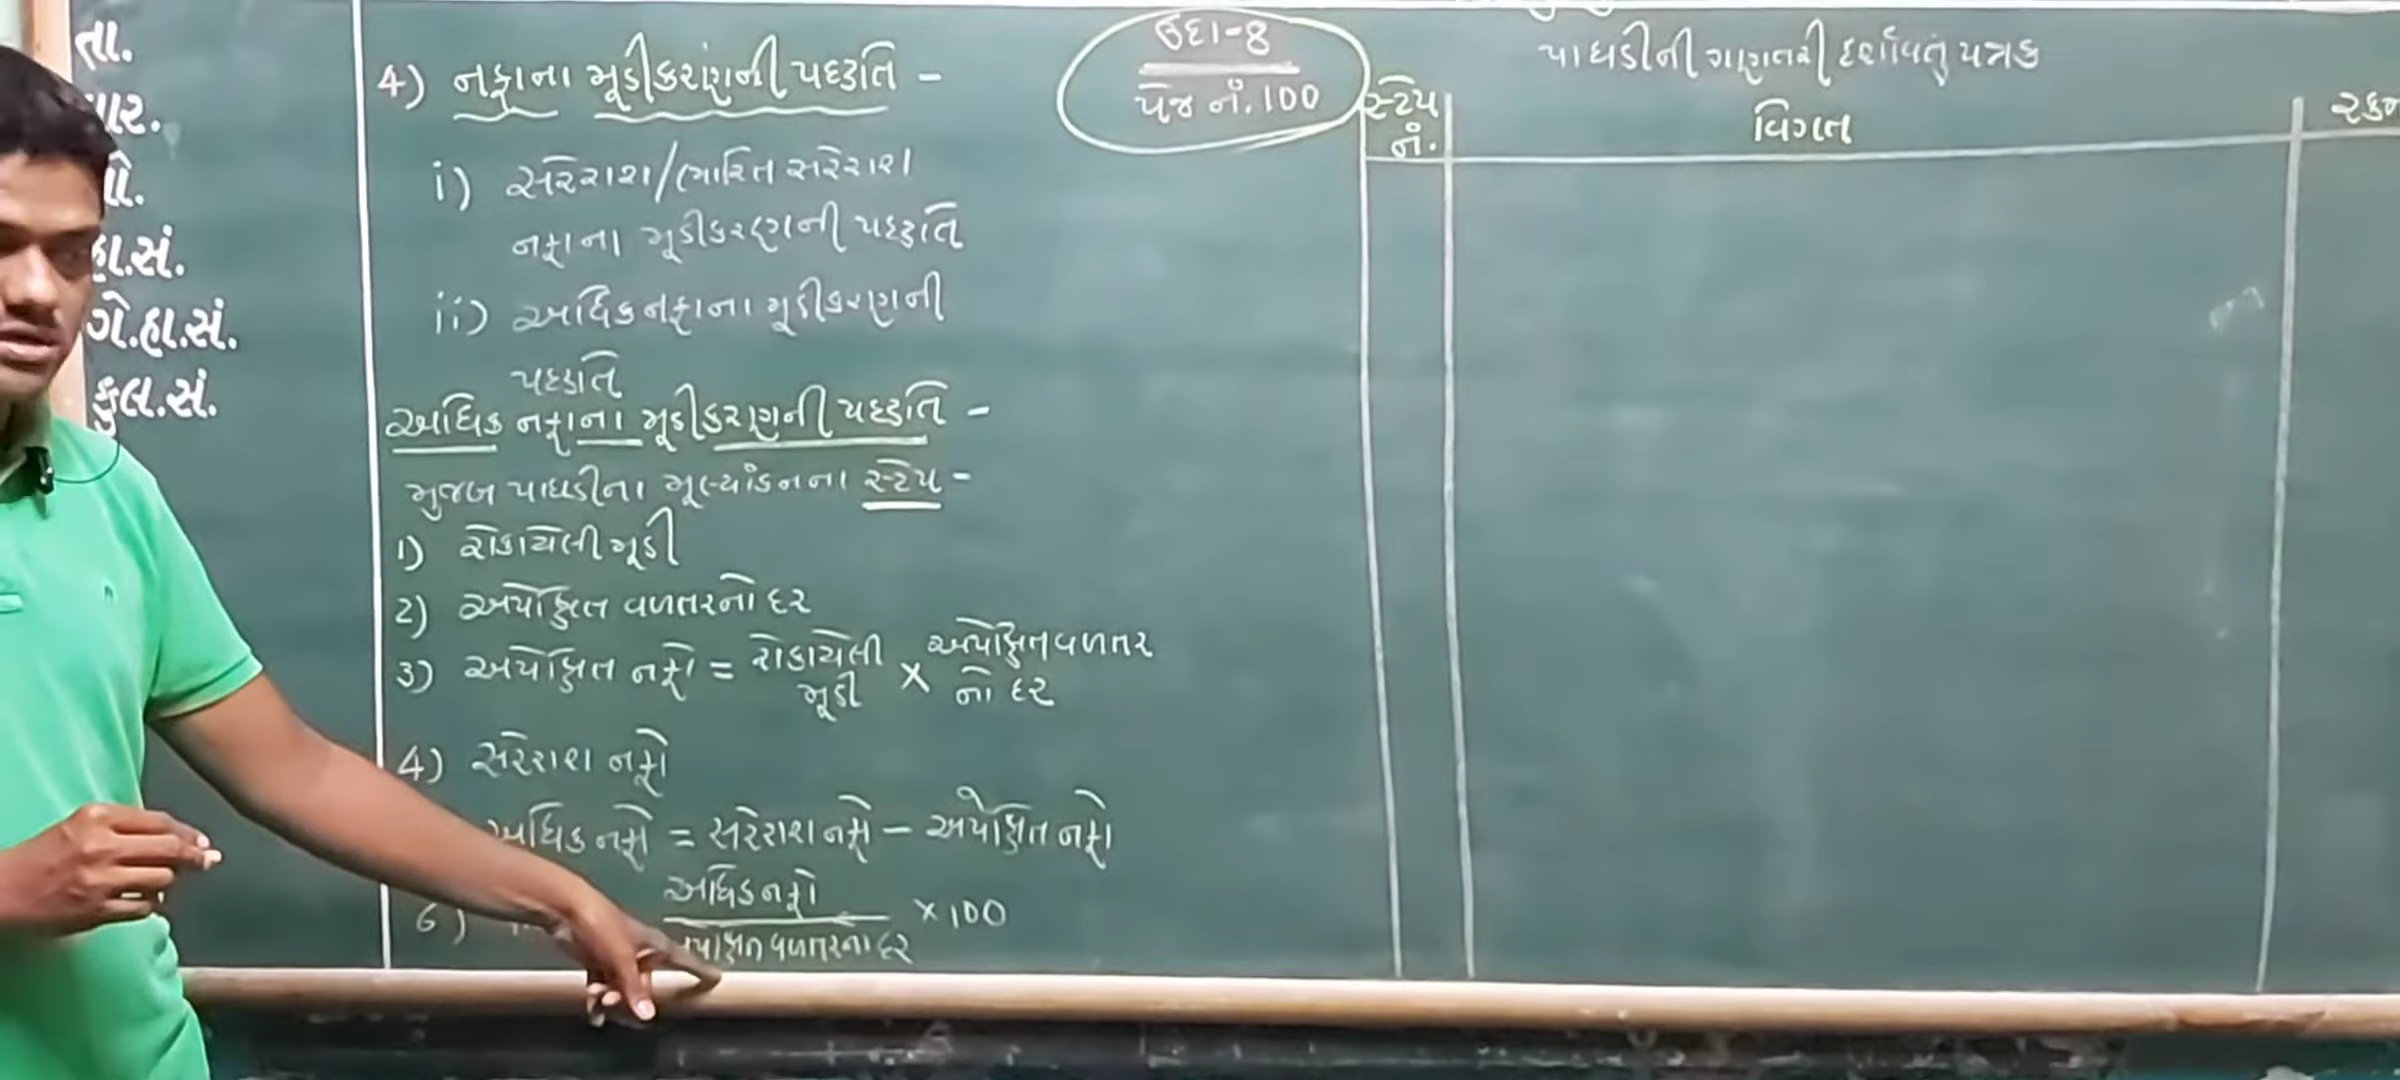 તા.
હા.સં.
ગે.હા.સં.
કુલ.સં.
4) નફાના મૂડીકરણની પદ્ધતિ -
i) સરેરાશ/ભારિત સરેરાશ
નફાના મૂડીકરણની પદ્ધતિ
ii) અધિક નફાના મૂડીકરણની
પદ્ધતિ
અધિક નફાના મૂડીકરણની પદ્ધતિ -
મુજબ પાઘડીના મૂલ્યાંકનના સ્ટેપ -
1) રોકાયેલી મૂડી
2) અપેક્ષિત વળતરનો દર
3) અપેક્ષિત નફો = રોકાયેલી મૂડી × અપેક્ષિત વળતર નો દર
4) સરેરાશ નફો
અધિક નફો = સરેરાશ નફો - અપેક્ષિત નફો
અધિક નફો
6) × 100
વળતરના દર
ઉદા-8
પેજ નં. 100
પાઘડીની ગણતરી દર્શાવતું પત્રક
સ્ટેપ નં.
વિગત